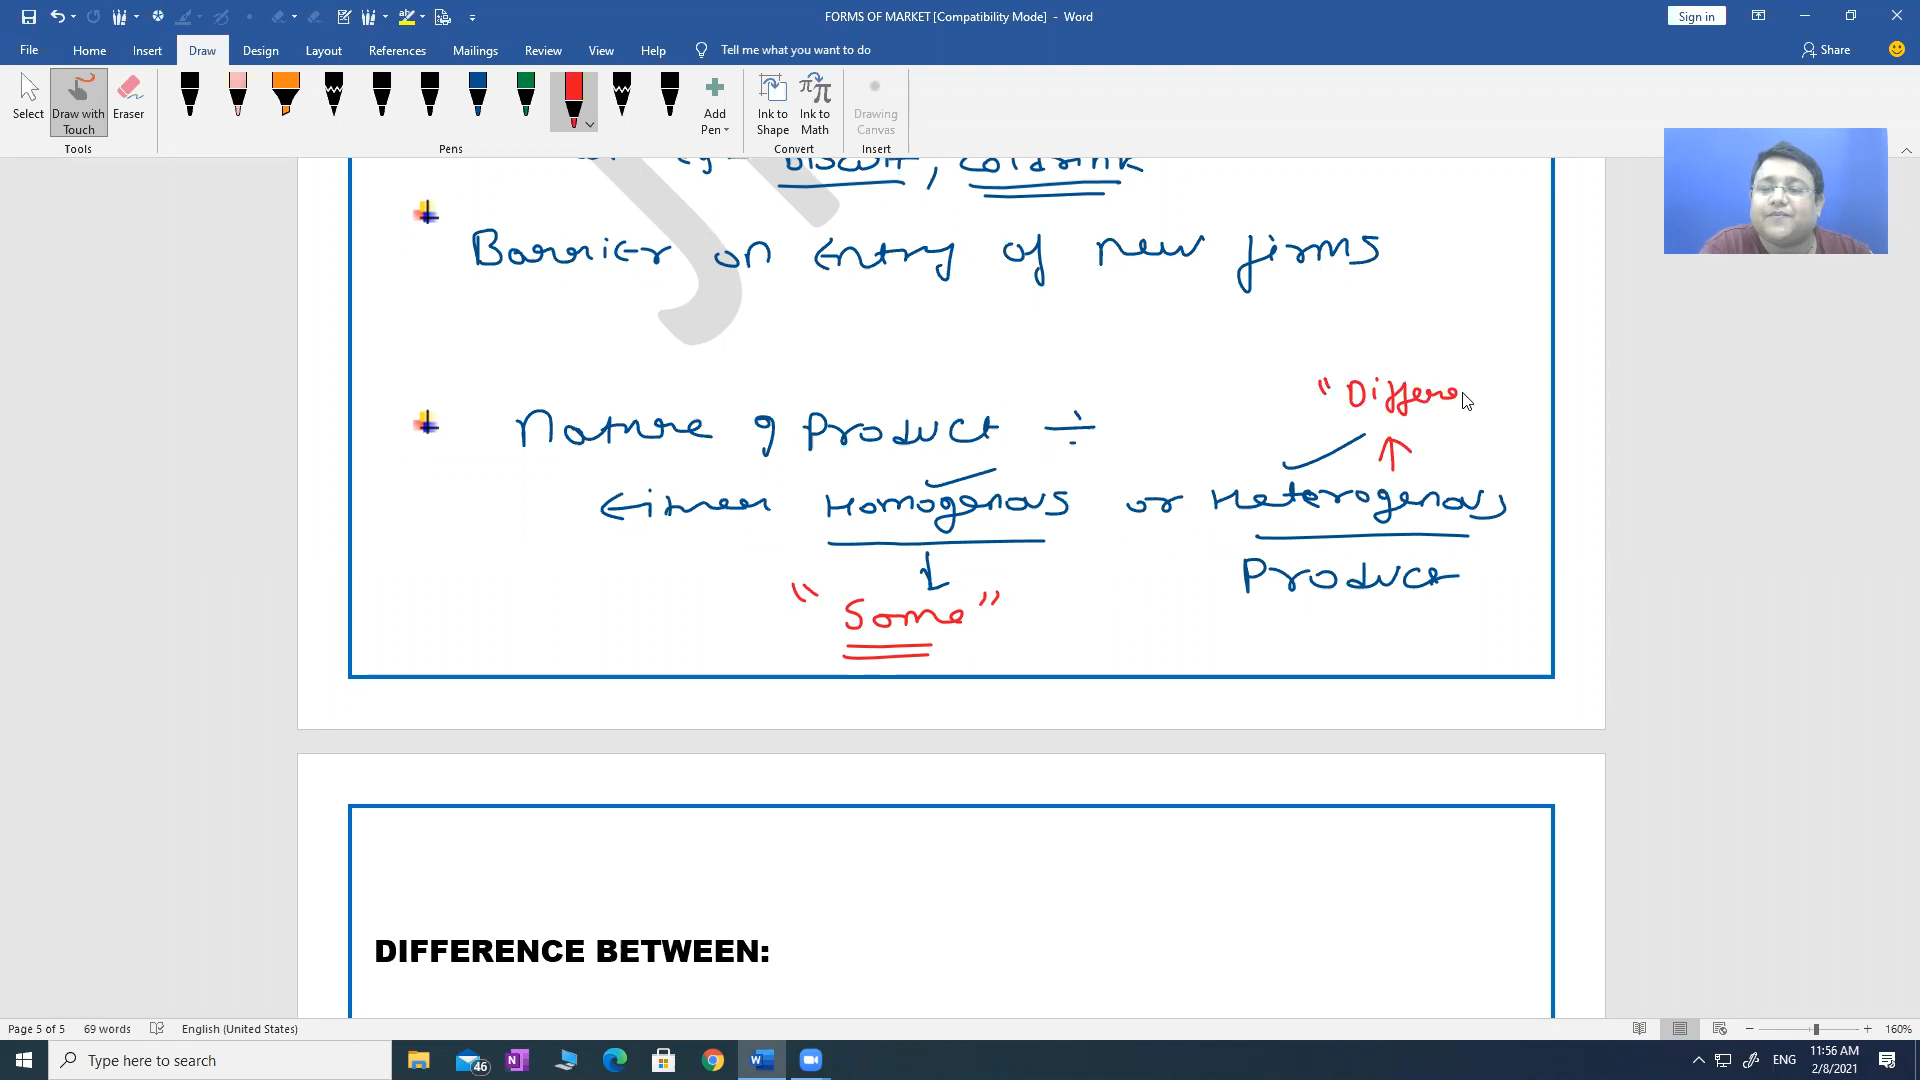 FORMS OF MARKET [Compatibility Mode] - Word
Sign in
File Home Insert Draw Design Layout References Mailings Review View Help Tell me what you want to do
Share
Select Draw with Touch Eraser
Add Pen
Ink to Shape Ink to Math
Drawing Canvas
Tools Pens Convert Insert
Barrier on entry of new firms
"Differe
Nature of Product ÷
Either Homogenous or Heterogenous
Product
"Same"
DIFFERENCE BETWEEN:
Page 5 of 5 69 words English (United States) 160%
Type here to search
46
ENG
11:56 AM
2/8/2021